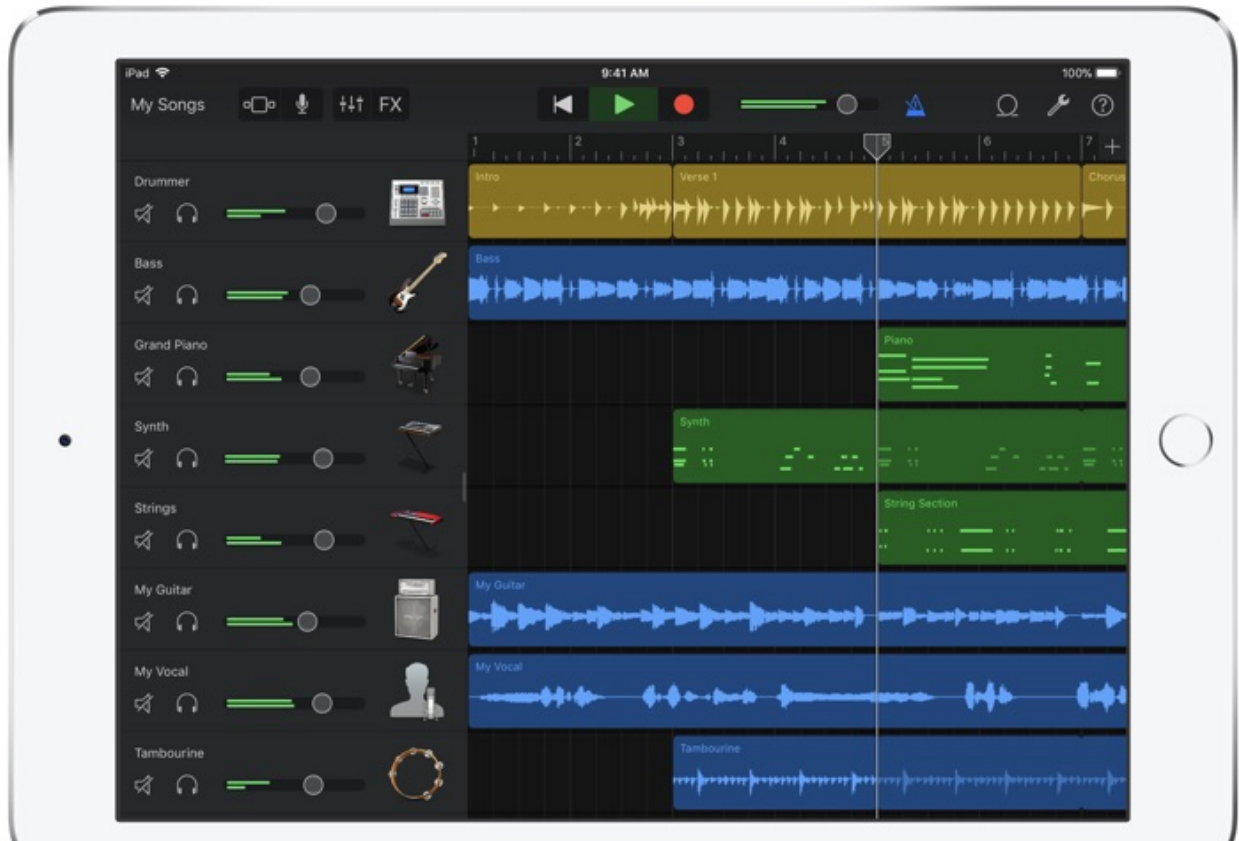 iPad 9:41 AM 100%
My Songs FX
1 2 3 4 5 6 7
Drummer
Intro Verse 1 Chorus
Bass
Bass
Grand Piano
Piano
Synth
Synth
Strings
String Section
My Guitar
My Guitar
My Vocal
My Vocal
Tambourine
Tambourine